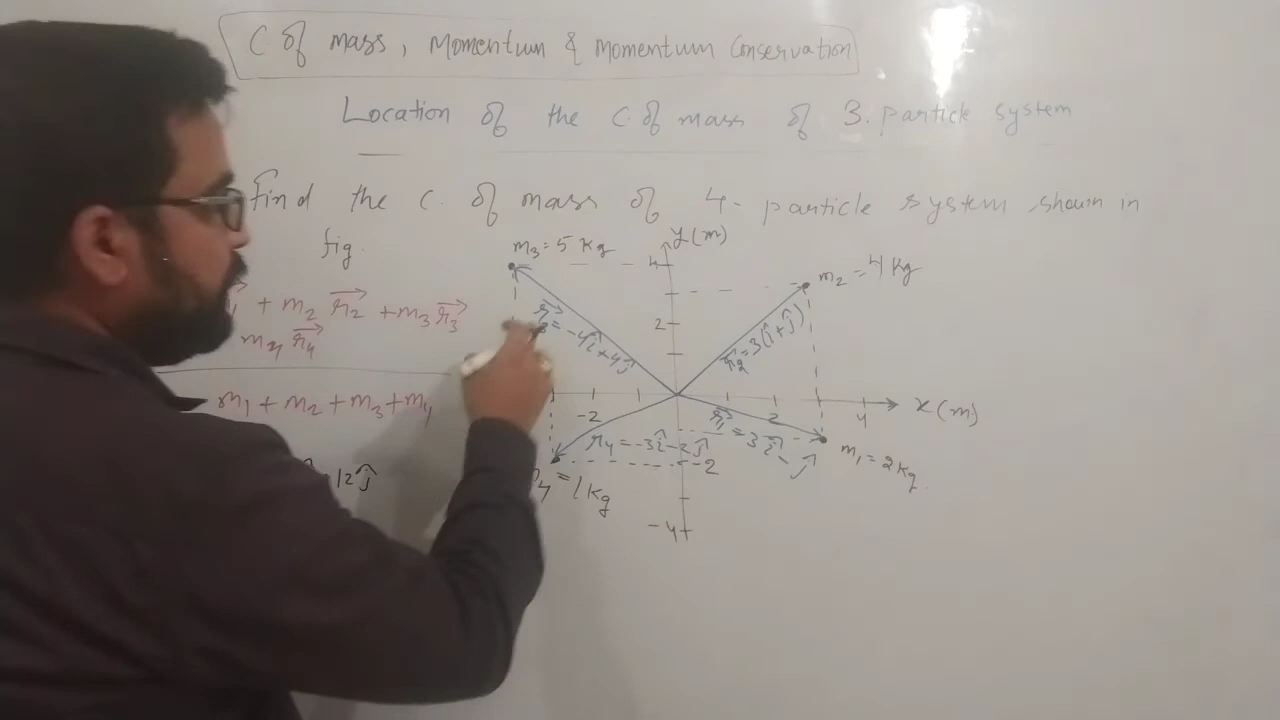 C of mass, Momentum & Momentum Conservation
Location of the C. of mass of 3. particle system
Find the C. of mass of 4- particle system shown in
fig.
m₃ = 5 kg
y(m)
m₂ = 4 kg
+ m₂ r₂ + m₃ r₃
m₄ r₄
m₁ + m₂ + m₃ + m₄
12ĵ
4
2
= -4î + 4ĵ
r₂ = 3(î + ĵ)
-2
2
4
x(m)
r₁ = 3î - ĵ
r₄ = -3î - 2ĵ
-2
m₁ = 2 kg
= 1 kg
-4